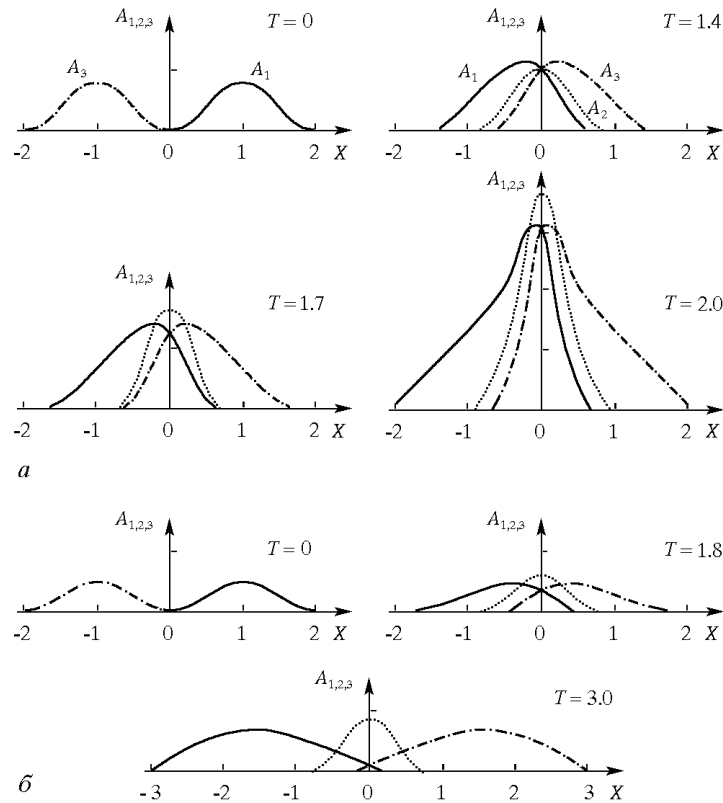 A₁,₂,₃ T = 0
A₃ A₁
-2 -1 0 1 2 X
A₁,₂,₃ T = 1.4
A₁ A₃
A₂
-2 -1 0 1 2 X
A₁,₂,₃ T = 1.7
-2 -1 0 1 2 X
A₁,₂,₃ T = 2.0
-2 -1 0 1 2 X
а
A₁,₂,₃ T = 0
-2 -1 0 1 2 X
A₁,₂,₃ T = 1.8
-2 -1 0 1 2 X
A₁,₂,₃ T = 3.0
-3 -2 -1 0 1 2 3 X
б